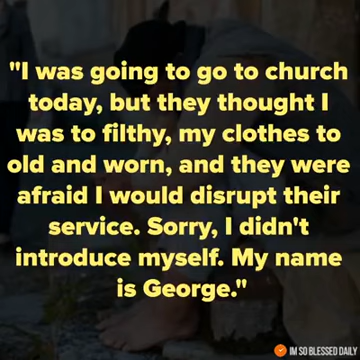 "I was going to go to church
today, but they thought I
was to filthy, my clothes to
old and worn, and they were
afraid I would disrupt their
service. Sorry, I didn't
introduce myself. My name
is George."
IM SO BLESSED DAILY